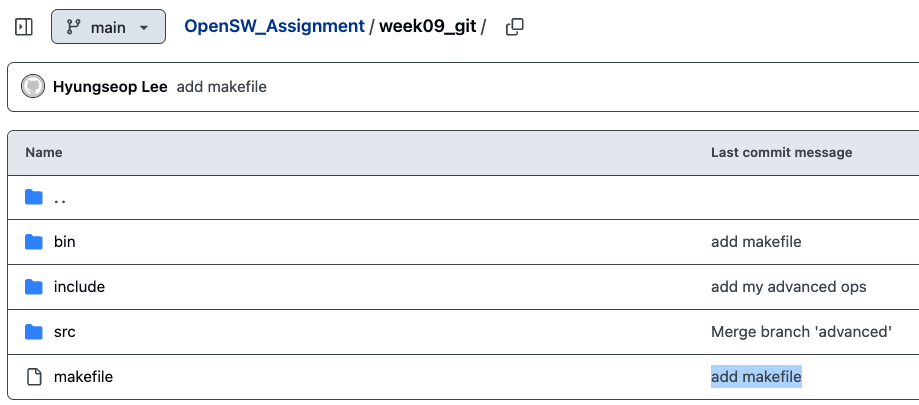 main OpenSW_Assignment / week09_git /
Hyungseop Lee add makefile
Name Last commit message
..
bin add makefile
include add my advanced ops
src Merge branch 'advanced'
makefile add makefile